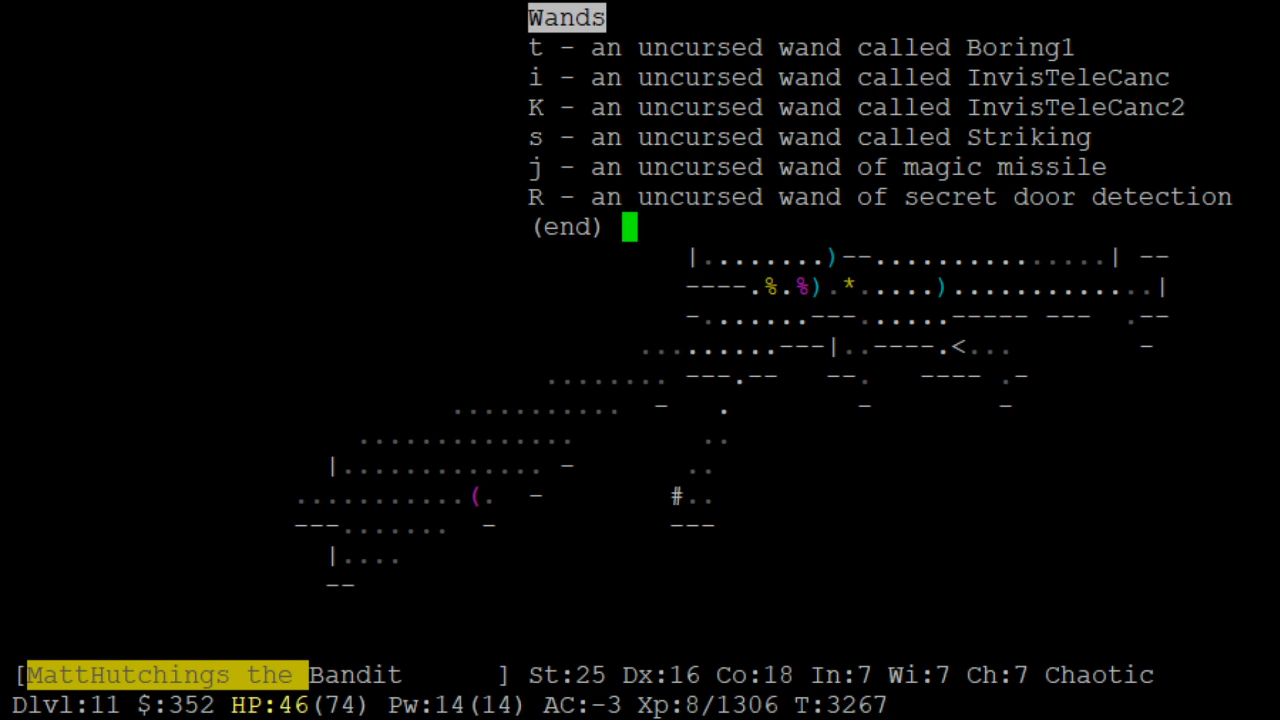 Wands
t - an uncursed wand called Boring1
i - an uncursed wand called InvisTeleCanc
K - an uncursed wand called InvisTeleCanc2
s - an uncursed wand called Striking
j - an uncursed wand of magic missile
R - an uncursed wand of secret door detection
(end)
|........)--...............| --
----.%.%).*.....).............|
-.......---......----- --- .--
.........---|..----.<... -
........ ---.-- --. ---- .-
........... - . - -
.............. ..
|............. - ..
...........(. - #..
---....... - ---
|....
--
[MattHutchings the Bandit ] St:25 Dx:16 Co:18 In:7 Wi:7 Ch:7 Chaotic
Dlvl:11 $:352 HP:46(74) Pw:14(14) AC:-3 Xp:8/1306 T:3267